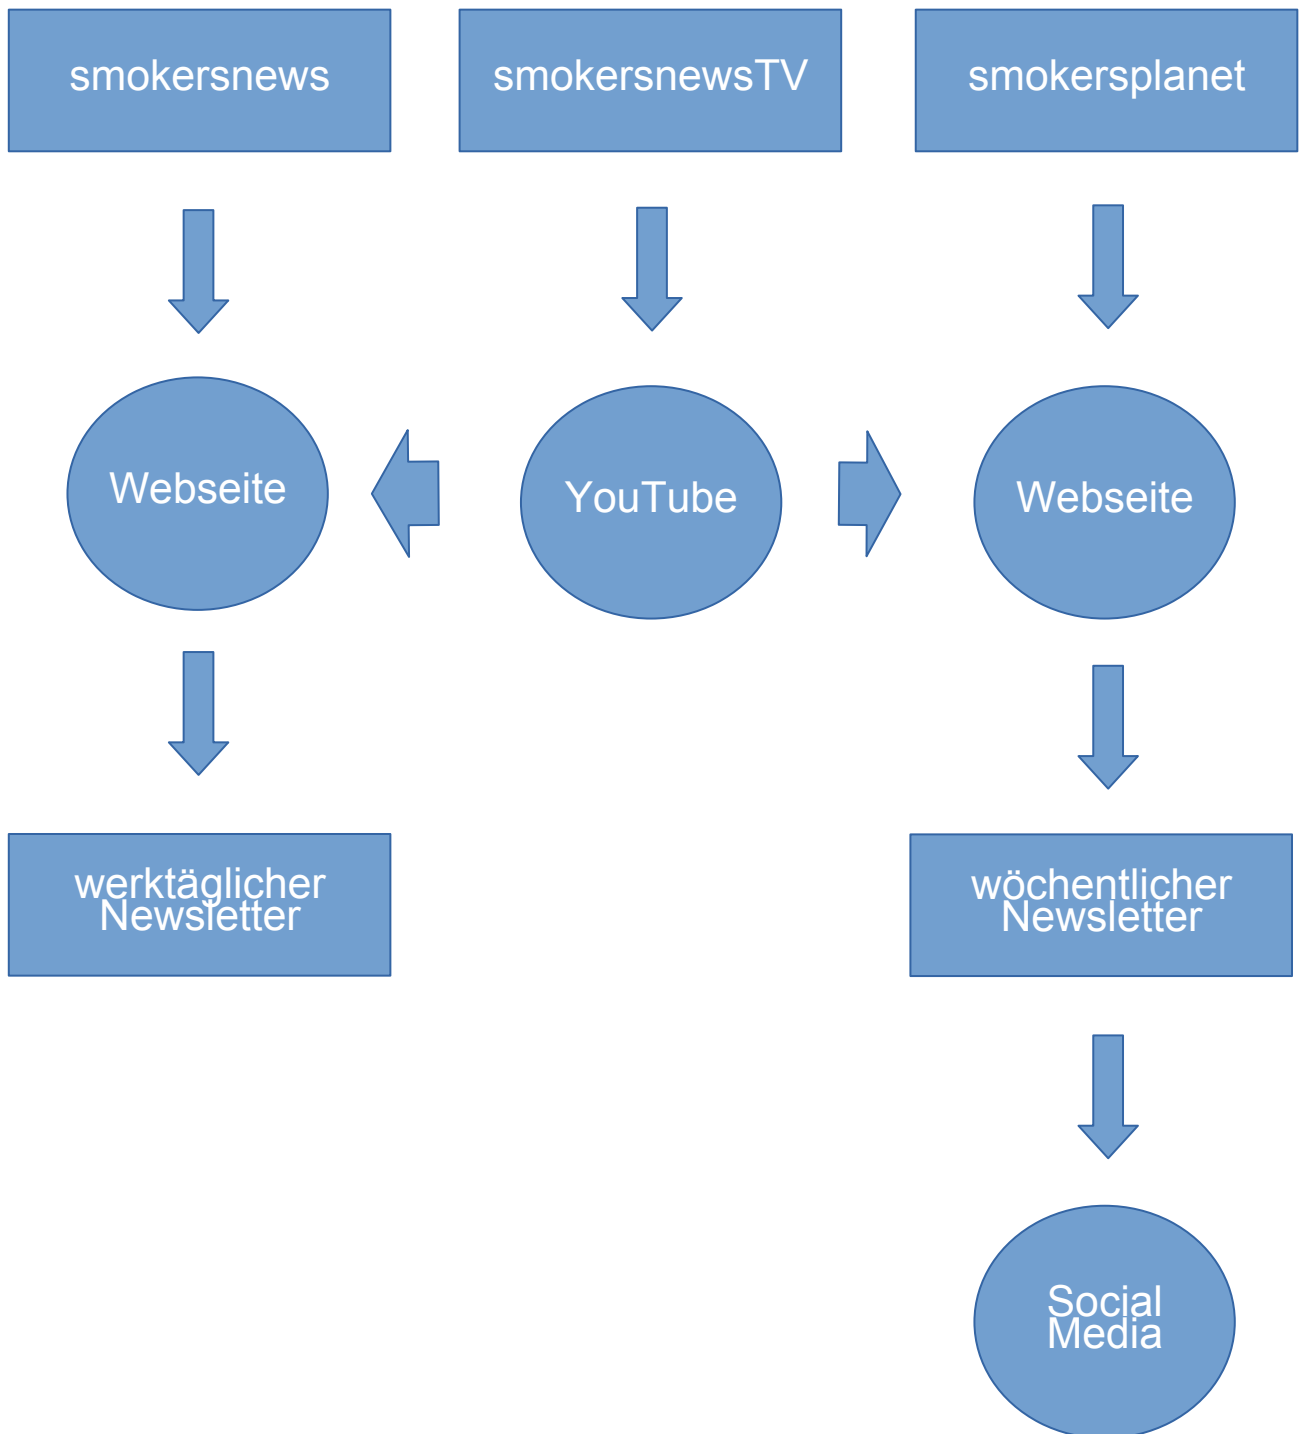 smokersnews
smokersnewsTV
smokersplanet
Webseite
YouTube
Webseite
werktäglicher
Newsletter
wöchentlicher
Newsletter
Social
Media